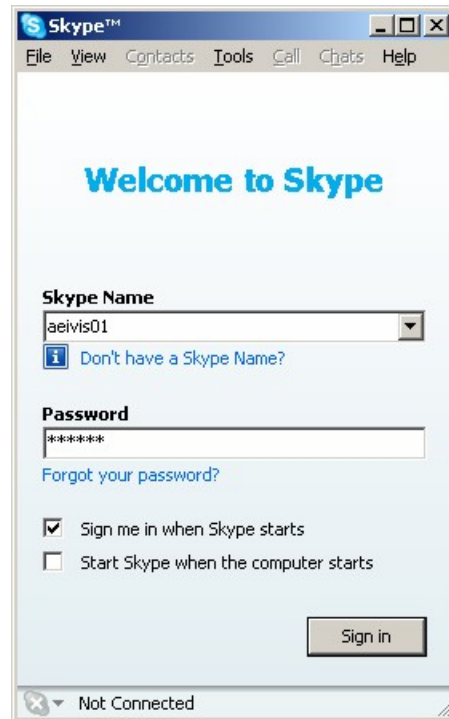 Skype™
File View Contacts Tools Call Chats Help
Welcome to Skype
Skype Name
aeivis01
Don't have a Skype Name?
Password
******
Forgot your password?
Sign me in when Skype starts
Start Skype when the computer starts
Sign in
Not Connected